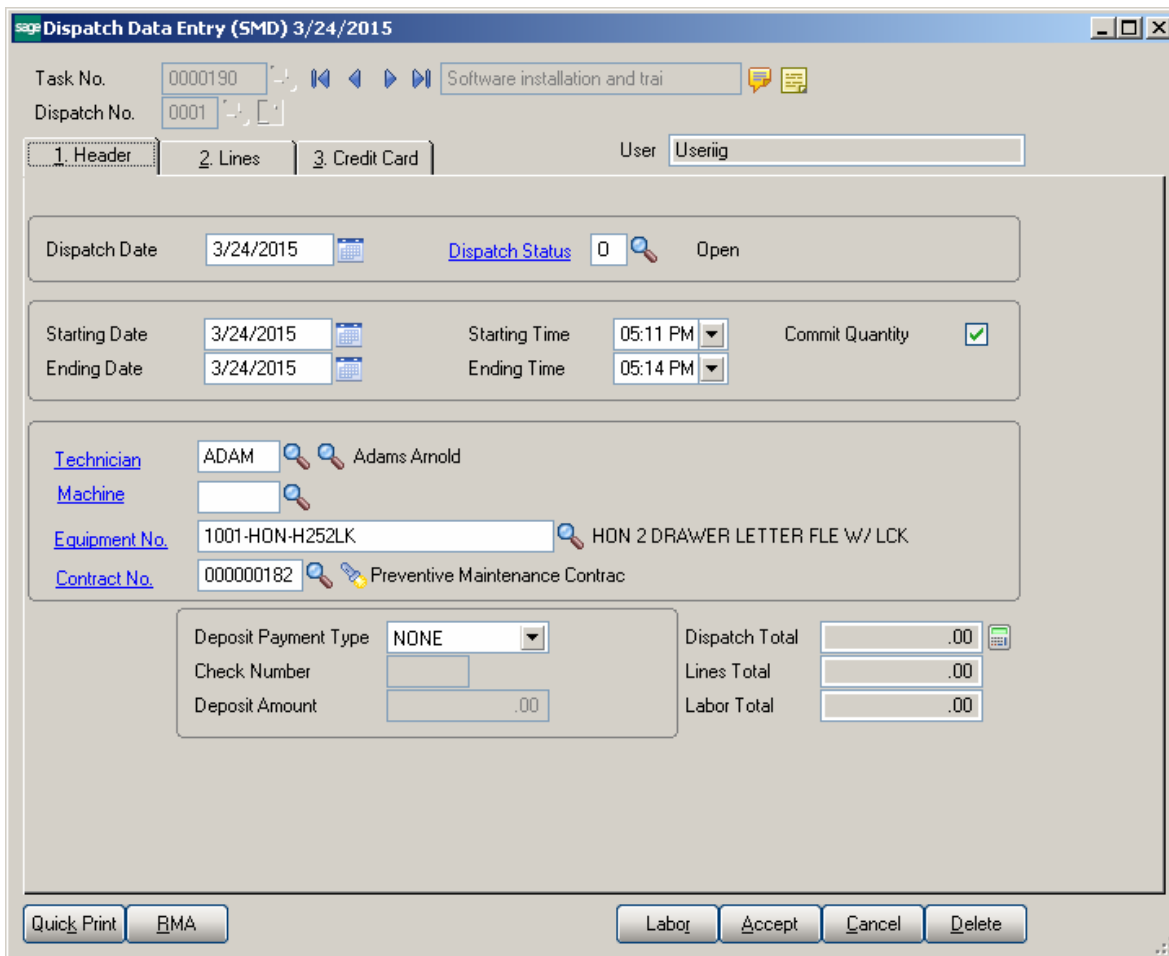 sage Dispatch Data Entry (SMD) 3/24/2015
Task No. 0000190 Software installation and trai
Dispatch No. 0001
1. Header 2. Lines 3. Credit Card User Useriig
Dispatch Date 3/24/2015 Dispatch Status O Open
Starting Date 3/24/2015 Starting Time 05:11 PM Commit Quantity
Ending Date 3/24/2015 Ending Time 05:14 PM
Technician ADAM Adams Arnold
Machine
Equipment No. 1001-HON-H252LK HON 2 DRAWER LETTER FLE W/ LCK
Contract No. 000000182 Preventive Maintenance Contrac
Deposit Payment Type NONE Dispatch Total .00
Check Number Lines Total .00
Deposit Amount .00 Labor Total .00
Quick Print RMA Labor Accept Cancel Delete